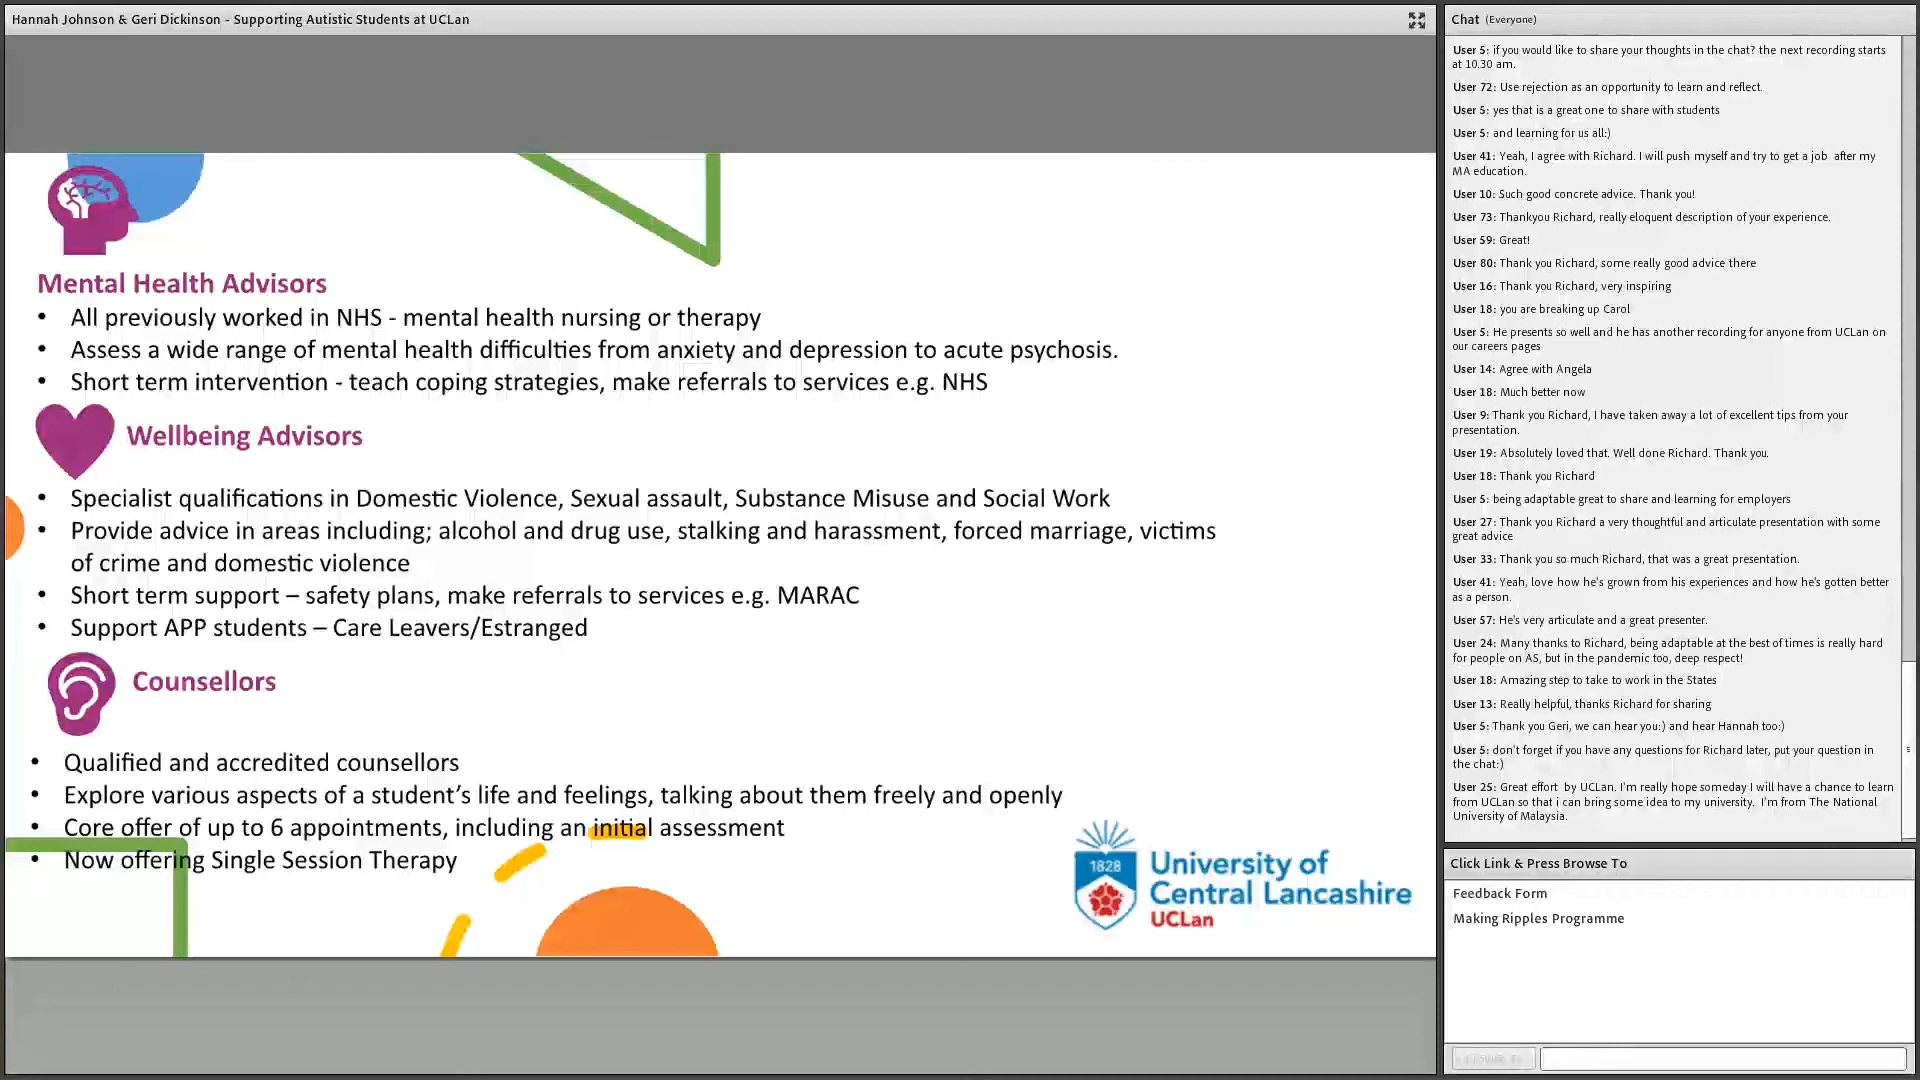 Hannah Johnson & Geri Dickinson - Supporting Autistic Students at UCLan
Mental Health Advisors
• All previously worked in NHS - mental health nursing or therapy
• Assess a wide range of mental health difficulties from anxiety and depression to acute psychosis.
• Short term intervention - teach coping strategies, make referrals to services e.g. NHS
Wellbeing Advisors
• Specialist qualifications in Domestic Violence, Sexual assault, Substance Misuse and Social Work
• Provide advice in areas including; alcohol and drug use, stalking and harassment, forced marriage, victims
of crime and domestic violence
• Short term support – safety plans, make referrals to services e.g. MARAC
• Support APP students – Care Leavers/Estranged
Counsellors
• Qualified and accredited counsellors
• Explore various aspects of a student’s life and feelings, talking about them freely and openly
• Core offer of up to 6 appointments, including an initial assessment
• Now offering Single Session Therapy
1828
University of
Central Lancashire
UCLan
Chat (Everyone)
User 5: if you would like to share your thoughts in the chat? the next recording starts
at 10.30 am.
User 72: Use rejection as an opportunity to learn and reflect.
User 5: yes that is a great one to share with students
User 5: and learning for us all:)
User 41: Yeah, I agree with Richard. I will push myself and try to get a job after my
MA education.
User 10: Such good concrete advice. Thank you!
User 73: Thankyou Richard, really eloquent description of your experience.
User 59: Great!
User 80: Thank you Richard, some really good advice there
User 16: Thank you Richard, very inspiring
User 18: you are breaking up Carol
User 5: He presents so well and he has another recording for anyone from UCLan on
our careers pages
User 14: Agree with Angela
User 18: Much better now
User 9: Thank you Richard, I have taken away a lot of excellent tips from your
presentation.
User 19: Absolutely loved that. Well done Richard. Thank you.
User 18: Thank you Richard
User 5: being adaptable great to share and learning for employers
User 27: Thank you Richard a very thoughtful and articulate presentation with some
great advice
User 33: Thank you so much Richard, that was a great presentation.
User 41: Yeah, love how he's grown from his experiences and how he's gotten better
as a person.
User 57: He's very articulate and a great presenter.
User 24: Many thanks to Richard, being adaptable at the best of times is really hard
for people on AS, but in the pandemic too, deep respect!
User 18: Amazing step to take to work in the States
User 13: Really helpful, thanks Richard for sharing
User 5: Thank you Geri, we can hear you:) and hear Hannah too:)
User 5: don't forget if you have any questions for Richard later, put your question in
the chat:)
User 25: Great effort by UCLan. I'm really hope someday I will have a chance to learn
from UCLan so that i can bring some idea to my university. I'm from The National
University of Malaysia.
Click Link & Press Browse To
Feedback Form
Making Ripples Programme